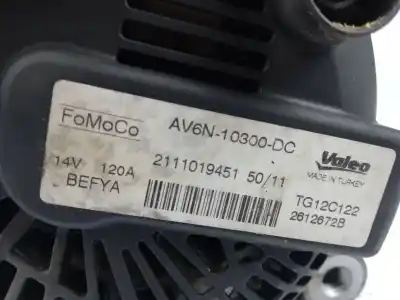 FoMoCo
AV6N-10300-DC
Valeo
MADE IN TURKEY
14V 120A
2111019451 50/11
BEFYA
TG12C122
2612672B